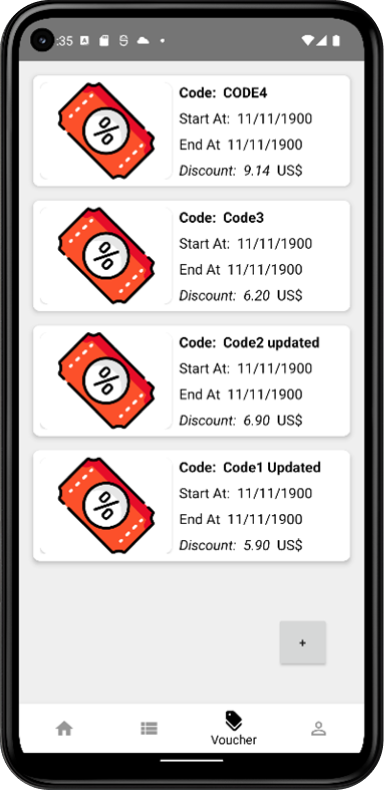 :35
Code: CODE4
Start At: 11/11/1900
End At 11/11/1900
Discount: 9.14 US$
Code: Code3
Start At: 11/11/1900
End At 11/11/1900
Discount: 6.20 US$
Code: Code2 updated
Start At: 11/11/1900
End At 11/11/1900
Discount: 6.90 US$
Code: Code1 Updated
Start At: 11/11/1900
End At 11/11/1900
Discount: 5.90 US$
+
Voucher